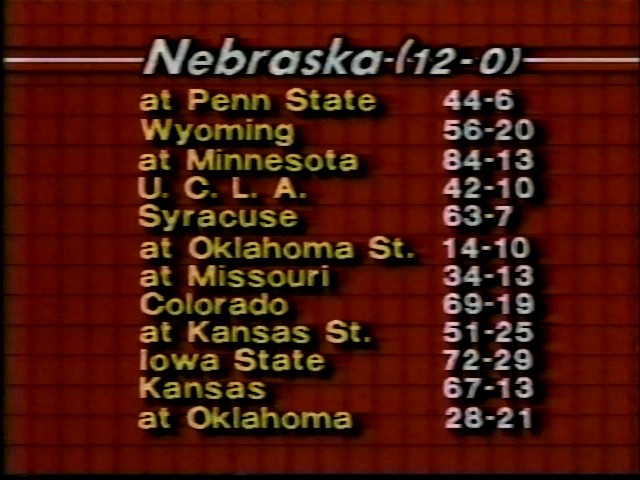 Nebraska (12-0)
at Penn State 44-6
Wyoming 56-20
at Minnesota 84-13
U. C. L. A. 42-10
Syracuse 63-7
at Oklahoma St. 14-10
at Missouri 34-13
Colorado 69-19
at Kansas St. 51-25
Iowa State 72-29
Kansas 67-13
at Oklahoma 28-21